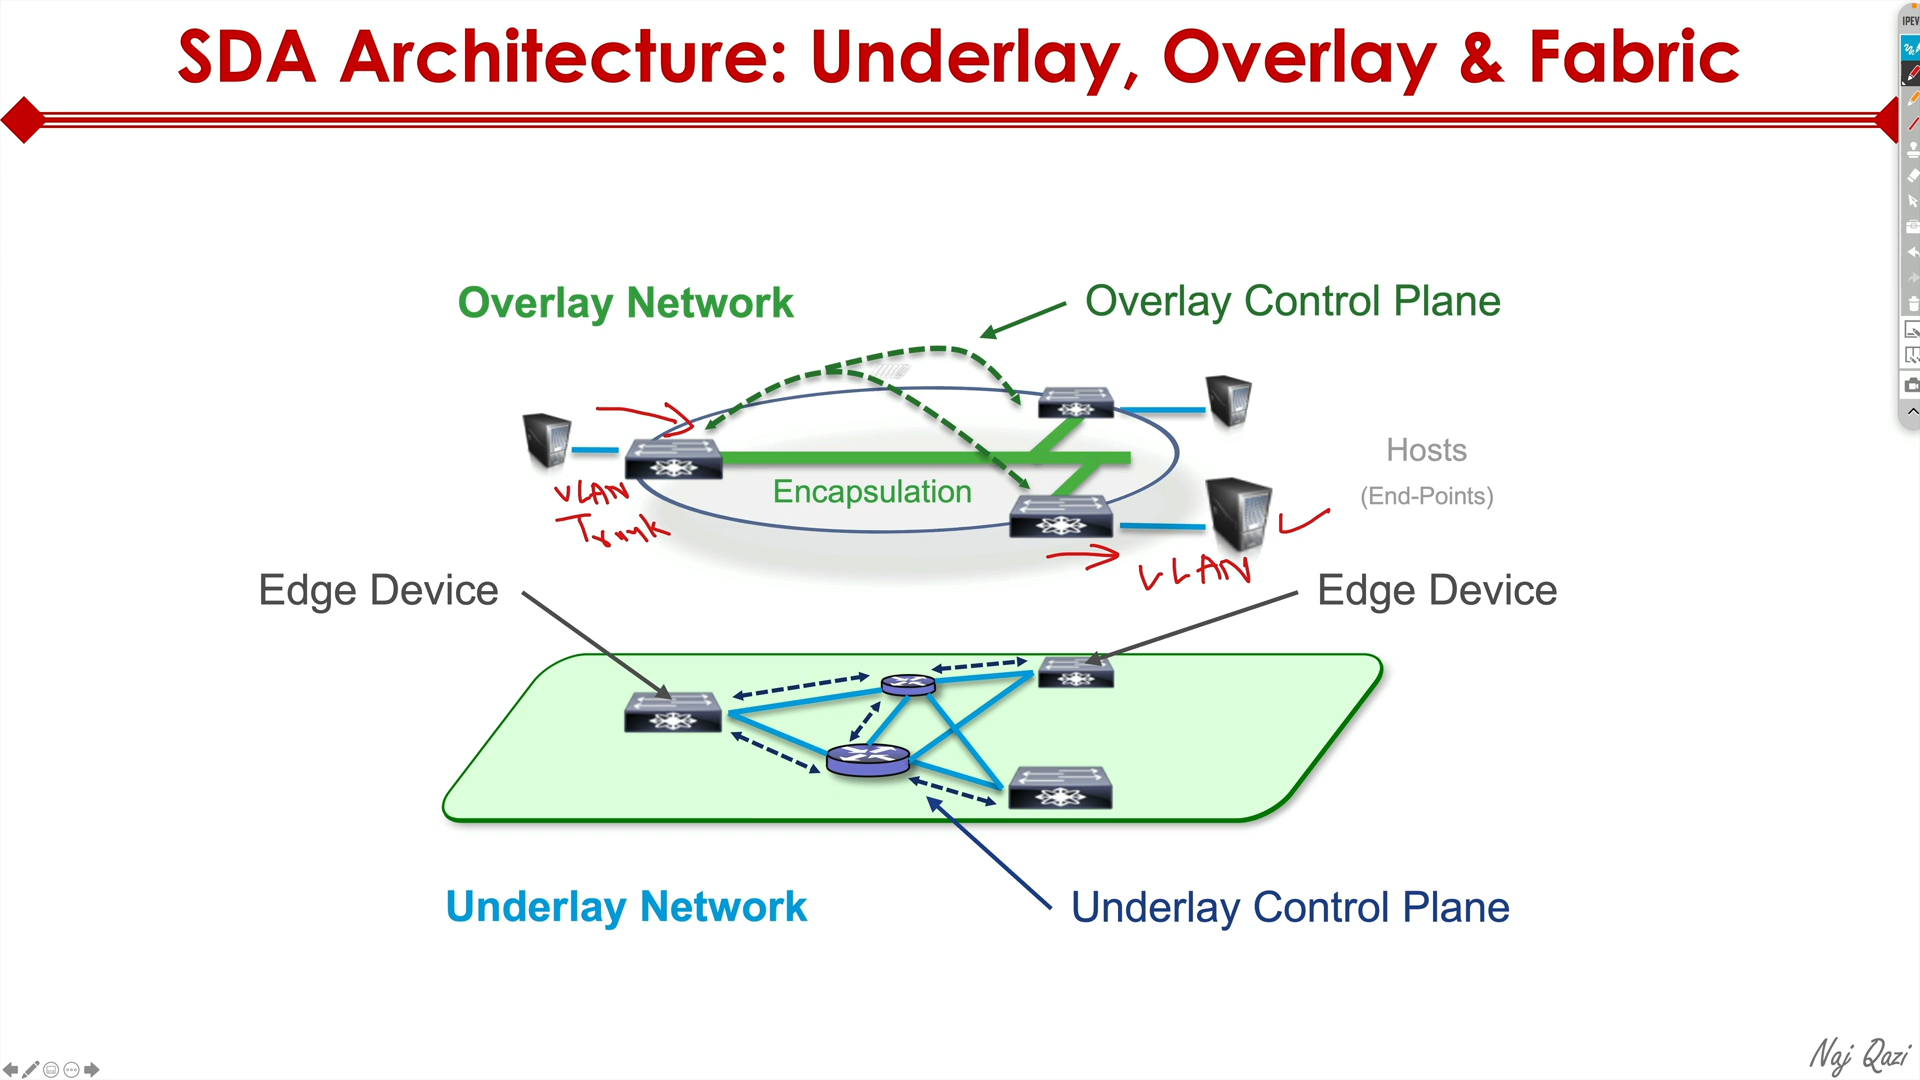 SDA Architecture: Underlay, Overlay & Fabric
IPEV
Overlay Network
Overlay Control Plane
Hosts
(End-Points)
Encapsulation
VLAN
Trunk
VLAN
Edge Device
Edge Device
Underlay Network
Underlay Control Plane
Naj Qazi